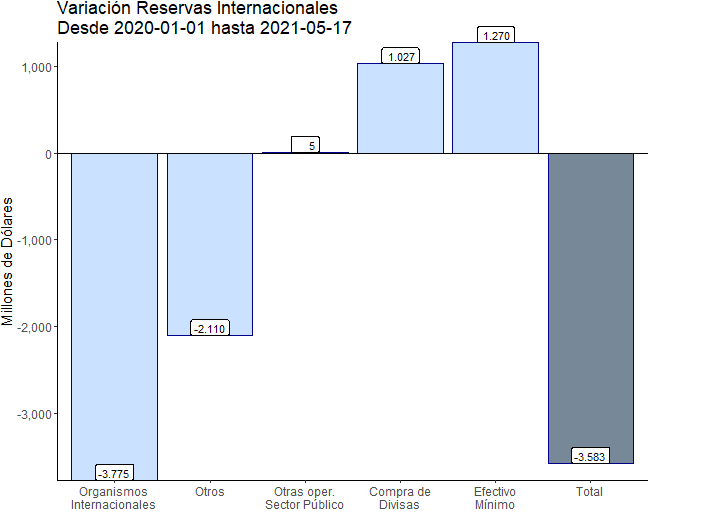 Variación Reservas Internacionales
Desde 2020-01-01 hasta 2021-05-17
Millones de Dólares
1,000
0
-1,000
-2,000
-3,000
-3.775
-2.110
5
1.027
1.270
-3.583
Organismos
Internacionales
Otros
Otras oper.
Sector Público
Compra de
Divisas
Efectivo
Mínimo
Total